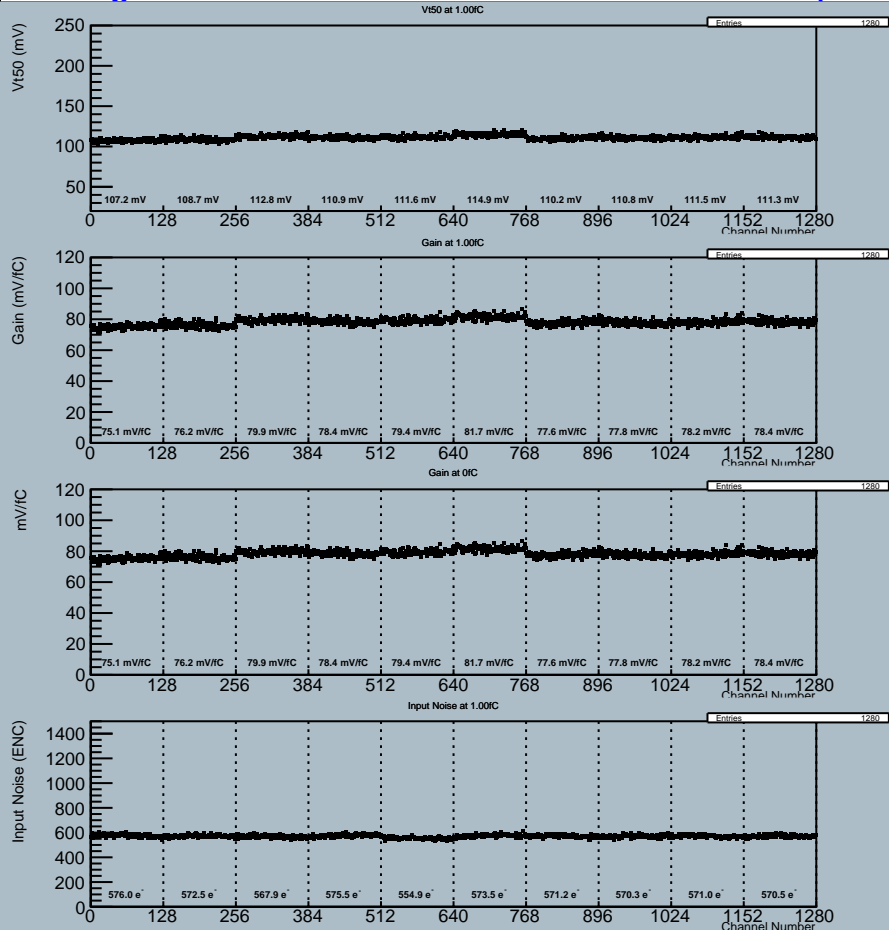 Vt50 at 1.00fC
Entries 1280
Vt50 (mV)
250
200
150
100
50
107.2 mV 108.7 mV 112.8 mV 110.9 mV 111.6 mV 114.9 mV 110.2 mV 110.8 mV 111.5 mV 111.3 mV
0 128 256 384 512 640 768 896 1024 1152 1280
Channel Number
Gain at 1.00fC
Entries 1280
Gain (mV/fC)
120
100
80
60
40
20
0
75.1 mV/fC 76.2 mV/fC 79.9 mV/fC 78.4 mV/fC 79.4 mV/fC 81.7 mV/fC 77.6 mV/fC 77.8 mV/fC 78.2 mV/fC 78.4 mV/fC
0 128 256 384 512 640 768 896 1024 1152 1280
Channel Number
Gain at 0fC
Entries 1280
mV/fC
120
100
80
60
40
20
0
75.1 mV/fC 76.2 mV/fC 79.9 mV/fC 78.4 mV/fC 79.4 mV/fC 81.7 mV/fC 77.6 mV/fC 77.8 mV/fC 78.2 mV/fC 78.4 mV/fC
0 128 256 384 512 640 768 896 1024 1152 1280
Channel Number
Input Noise at 1.00fC
Entries 1280
Input Noise (ENC)
1400
1200
1000
800
600
400
200
0
576.0 e⁻ 572.5 e⁻ 567.9 e⁻ 575.5 e⁻ 554.9 e⁻ 573.5 e⁻ 571.2 e⁻ 570.3 e⁻ 571.0 e⁻ 570.5 e⁻
0 128 256 384 512 640 768 896 1024 1152 1280
Channel Number